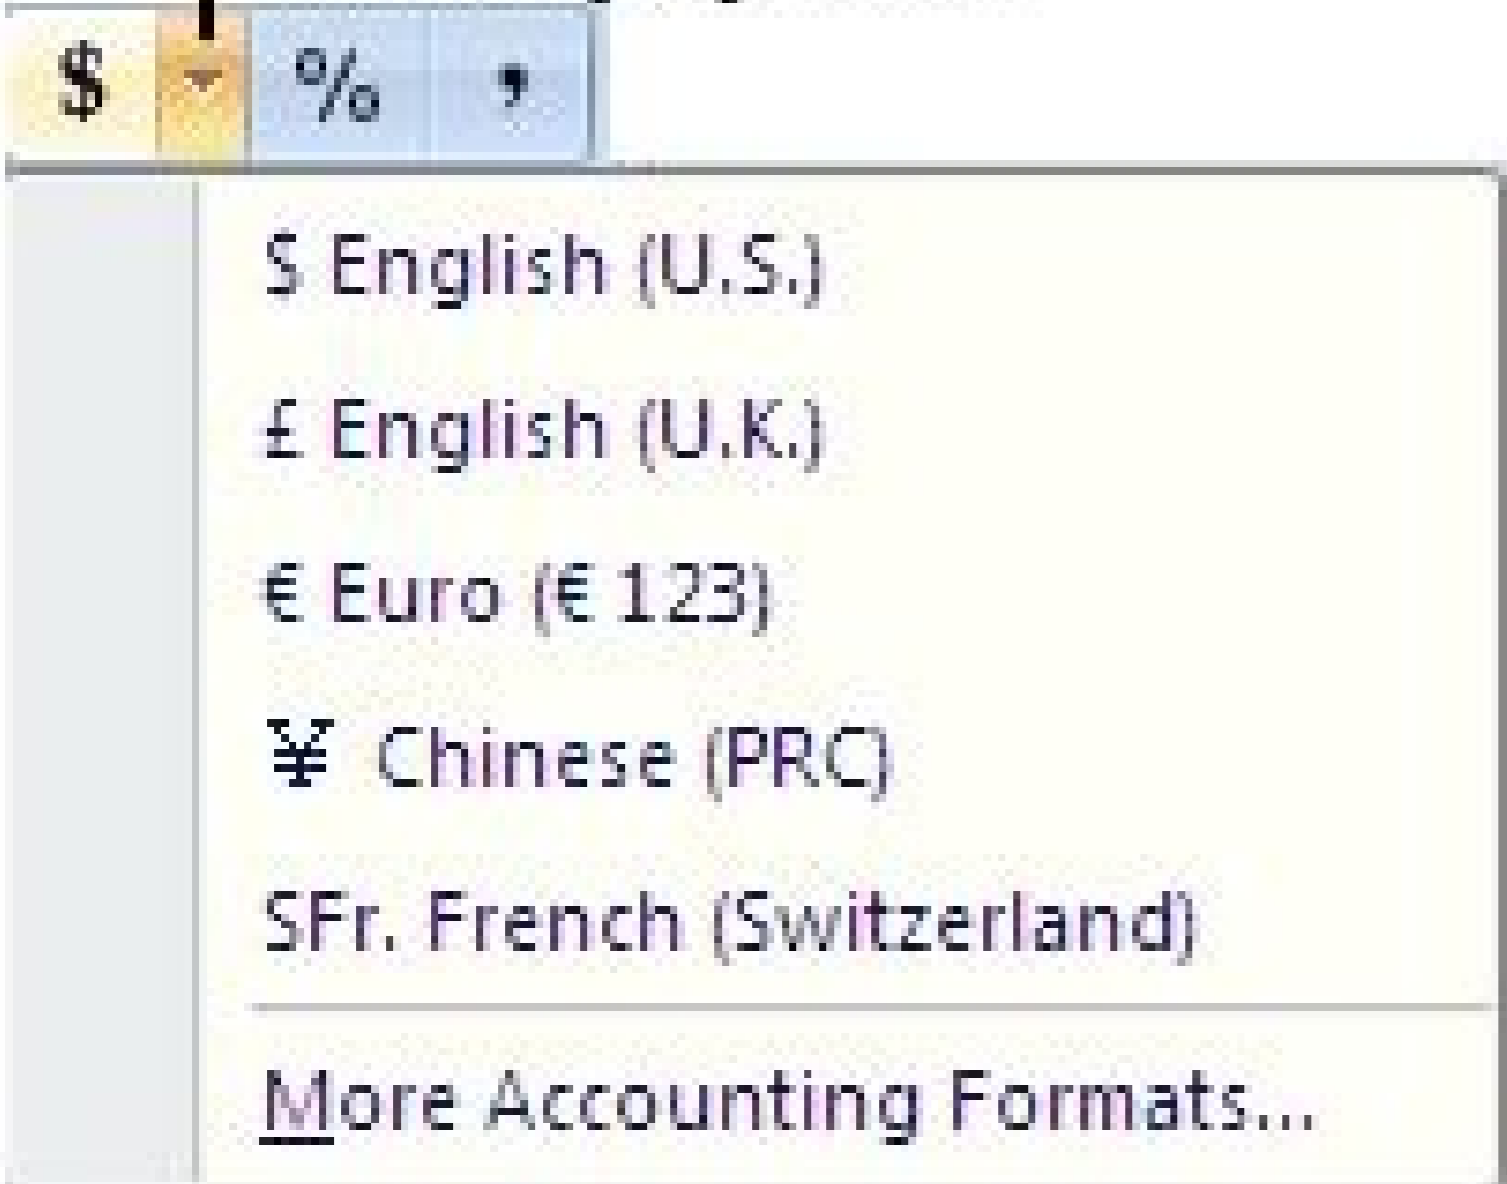 $ % ,
$ English (U.S.)
£ English (U.K.)
€ Euro (€ 123)
¥ Chinese (PRC)
SFr. French (Switzerland)
More Accounting Formats...